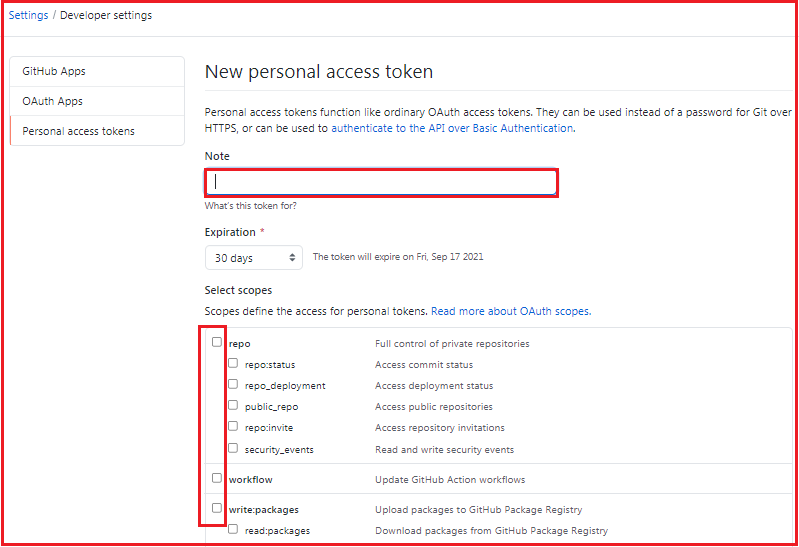 Settings / Developer settings
GitHub Apps
OAuth Apps
Personal access tokens
New personal access token
Personal access tokens function like ordinary OAuth access tokens. They can be used instead of a password for Git over
HTTPS, or can be used to authenticate to the API over Basic Authentication.
Note
What's this token for?
Expiration *
30 days The token will expire on Fri, Sep 17 2021
Select scopes
Scopes define the access for personal tokens. Read more about OAuth scopes.
repo Full control of private repositories
repo:status Access commit status
repo_deployment Access deployment status
public_repo Access public repositories
repo:invite Access repository invitations
security_events Read and write security events
workflow Update GitHub Action workflows
write:packages Upload packages to GitHub Package Registry
read:packages Download packages from GitHub Package Registry